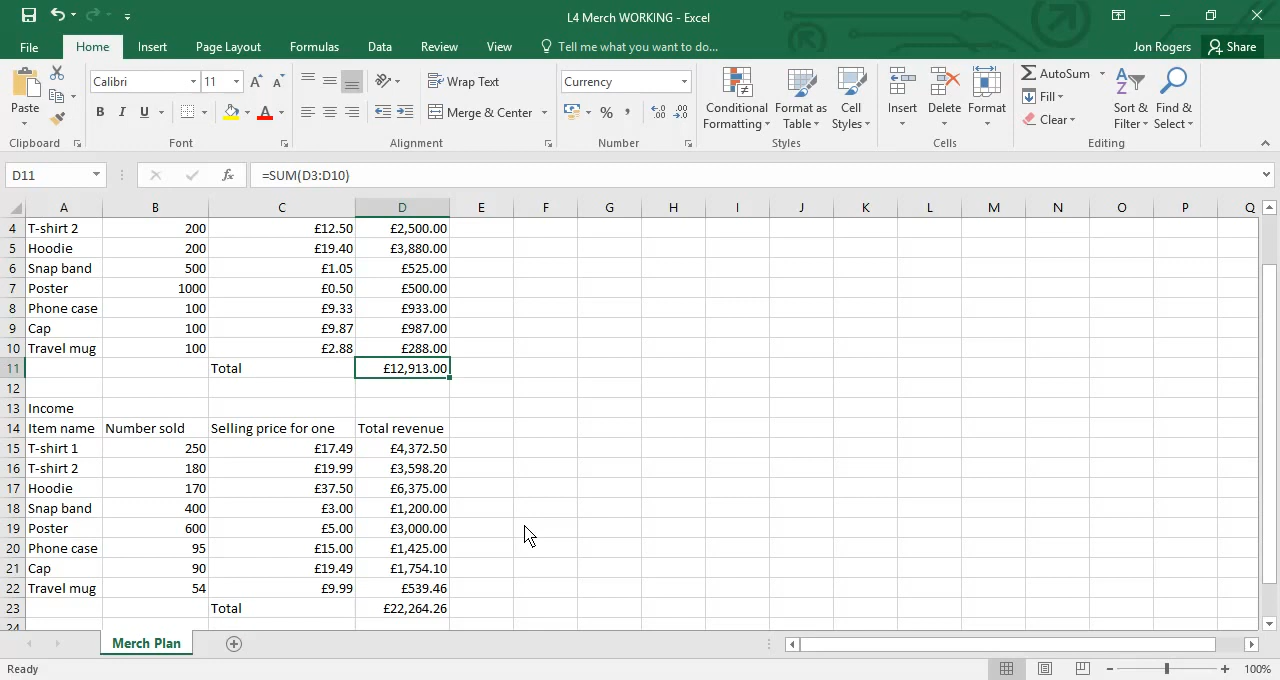 L4 Merch WORKING - Excel
File Home Insert Page Layout Formulas Data Review View Tell me what you want to do... Jon Rogers Share
Paste Calibri 11 A A Wrap Text Currency Conditional Formatting Format as Table Cell Styles Insert Delete Format AutoSum Fill Clear Sort & Filter Find & Select
B I U A Merge & Center % ,
Clipboard Font Alignment Number Styles Cells Editing
D11 fx =SUM(D3:D10)
A B C D E F G H I J K L M N O P Q
4 T-shirt 2 200 £12.50 £2,500.00
5 Hoodie 200 £19.40 £3,880.00
6 Snap band 500 £1.05 £525.00
7 Poster 1000 £0.50 £500.00
8 Phone case 100 £9.33 £933.00
9 Cap 100 £9.87 £987.00
10 Travel mug 100 £2.88 £288.00
11 Total £12,913.00
12
13 Income
14 Item name Number sold Selling price for one Total revenue
15 T-shirt 1 250 £17.49 £4,372.50
16 T-shirt 2 180 £19.99 £3,598.20
17 Hoodie 170 £37.50 £6,375.00
18 Snap band 400 £3.00 £1,200.00
19 Poster 600 £5.00 £3,000.00
20 Phone case 95 £15.00 £1,425.00
21 Cap 90 £19.49 £1,754.10
22 Travel mug 54 £9.99 £539.46
23 Total £22,264.26
24
Merch Plan
Ready 100%